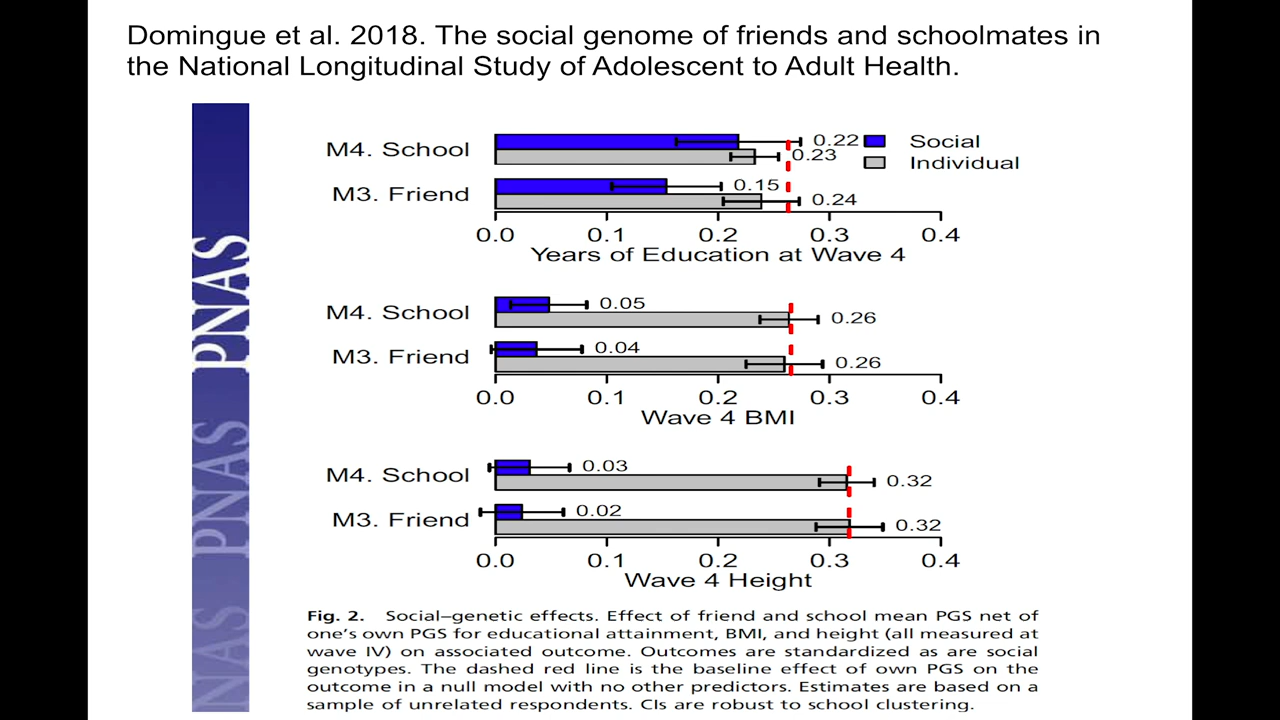 Domingue et al. 2018. The social genome of friends and schoolmates in
the National Longitudinal Study of Adolescent to Adult Health.
PNAS
PNAS
PNAS
M4. School
0.22
Social
0.23
Individual
M3. Friend
0.15
0.24
0.0 0.1 0.2 0.3 0.4
Years of Education at Wave 4
M4. School
0.05
0.26
M3. Friend
0.04
0.26
0.0 0.1 0.2 0.3 0.4
Wave 4 BMI
M4. School
0.03
0.32
M3. Friend
0.02
0.32
0.0 0.1 0.2 0.3 0.4
Wave 4 Height
Fig. 2. Social–genetic effects. Effect of friend and school mean PGS net of
one's own PGS for educational attainment, BMI, and height (all measured at
wave IV) on associated outcome. Outcomes are standardized as are social
genotypes. The dashed red line is the baseline effect of own PGS on the
outcome in a null model with no other predictors. Estimates are based on a
sample of unrelated respondents. CIs are robust to school clustering.